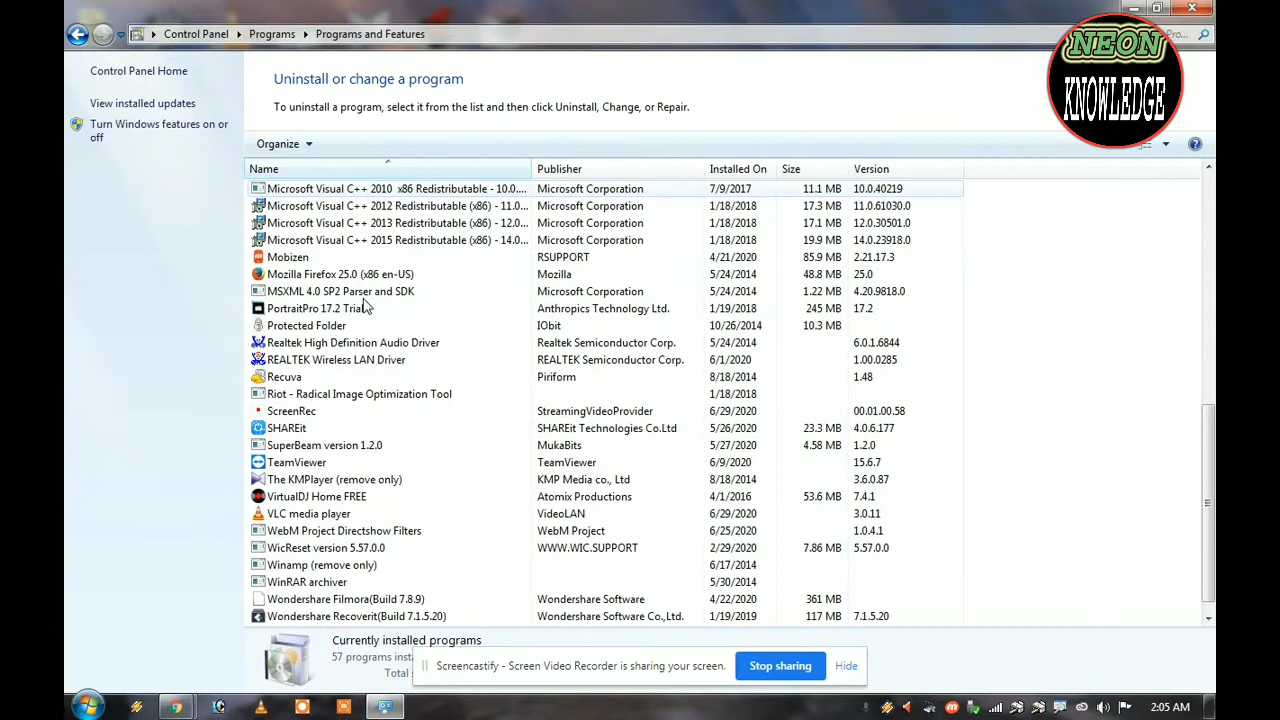 Control Panel Programs Programs and Features
Pro...
NEON
KNOWLEDGE
Control Panel Home
View installed updates
Turn Windows features on or
off
Uninstall or change a program
To uninstall a program, select it from the list and then click Uninstall, Change, or Repair.
Organize
Name Publisher Installed On Size Version
Microsoft Visual C++ 2010 x86 Redistributable - 10.0.... Microsoft Corporation 7/9/2017 11.1 MB 10.0.40219
Microsoft Visual C++ 2012 Redistributable (x86) - 11.0... Microsoft Corporation 1/18/2018 17.3 MB 11.0.61030.0
Microsoft Visual C++ 2013 Redistributable (x86) - 12.0... Microsoft Corporation 1/18/2018 17.1 MB 12.0.30501.0
Microsoft Visual C++ 2015 Redistributable (x86) - 14.0... Microsoft Corporation 1/18/2018 19.9 MB 14.0.23918.0
Mobizen RSUPPORT 4/21/2020 85.9 MB 2.21.17.3
Mozilla Firefox 25.0 (x86 en-US) Mozilla 5/24/2014 48.8 MB 25.0
MSXML 4.0 SP2 Parser and SDK Microsoft Corporation 5/24/2014 1.22 MB 4.20.9818.0
PortraitPro 17.2 Trial Anthropics Technology Ltd. 1/19/2018 245 MB 17.2
Protected Folder IObit 10/26/2014 10.3 MB
Realtek High Definition Audio Driver Realtek Semiconductor Corp. 5/24/2014 6.0.1.6844
REALTEK Wireless LAN Driver REALTEK Semiconductor Corp. 6/1/2020 1.00.0285
Recuva Piriform 8/18/2014 1.48
Riot - Radical Image Optimization Tool 1/18/2018
ScreenRec StreamingVideoProvider 6/29/2020 00.01.00.58
SHAREit SHAREit Technologies Co.Ltd 5/26/2020 23.3 MB 4.0.6.177
SuperBeam version 1.2.0 MukaBits 5/27/2020 4.58 MB 1.2.0
TeamViewer TeamViewer 6/9/2020 15.6.7
The KMPlayer (remove only) KMP Media co., Ltd 8/18/2014 3.6.0.87
VirtualDJ Home FREE Atomix Productions 4/1/2016 53.6 MB 7.4.1
VLC media player VideoLAN 6/29/2020 3.0.11
WebM Project Directshow Filters WebM Project 6/25/2020 1.0.4.1
WicReset version 5.57.0.0 WWW.WIC.SUPPORT 2/29/2020 7.86 MB 5.57.0.0
Winamp (remove only) 6/17/2014
WinRAR archiver 5/30/2014
Wondershare Filmora(Build 7.8.9) Wondershare Software 4/22/2020 361 MB
Wondershare Recoverit(Build 7.1.5.20) Wondershare Software Co.,Ltd. 1/19/2019 117 MB 7.1.5.20
Currently installed programs
57 programs inst
Total s
Screencastify - Screen Video Recorder is sharing your screen. Stop sharing Hide
2:05 AM